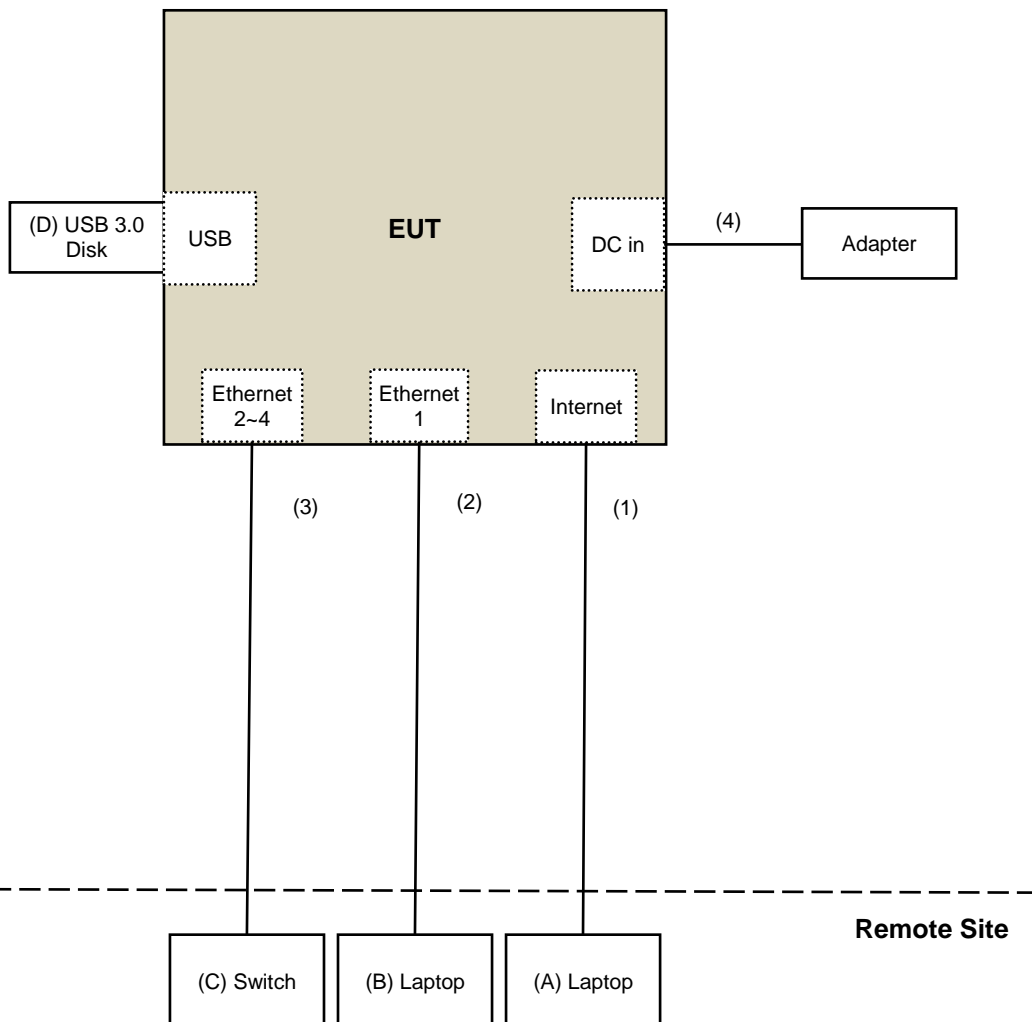 (D) USB 3.0
Disk
USB
EUT
DC in
(4)
Adapter
Ethernet
2~4
Ethernet
1
Internet
(3)
(2)
(1)
Remote Site
(C) Switch
(B) Laptop
(A) Laptop